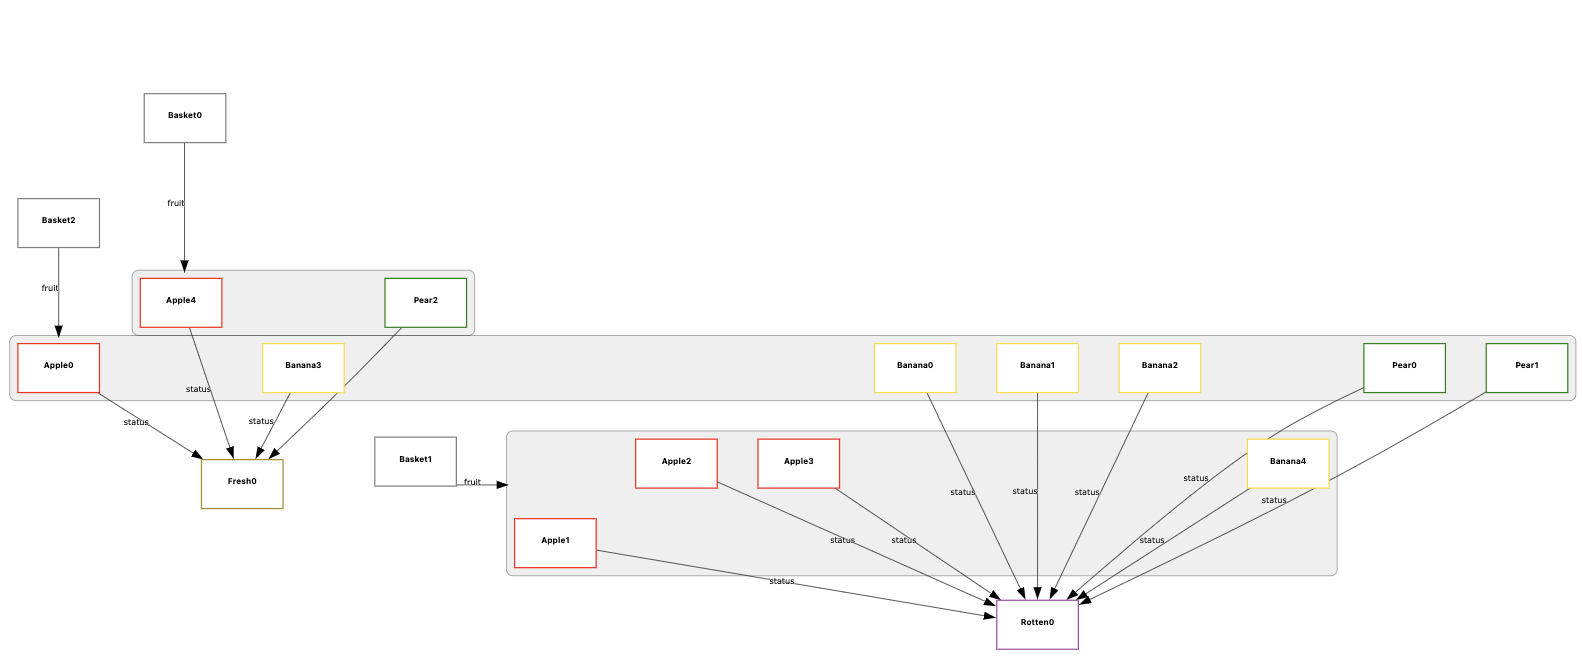 Basket0
fruit
Basket2
fruit
Apple4
Pear2
Apple0
Banana3
Banana0
Banana1
Banana2
Pear0
Pear1
status
status
status
Basket1
fruit
Apple2
Apple3
Banana4
Fresh0
status
status
status
status
status
Apple1
status
status
status
status
Rotten0